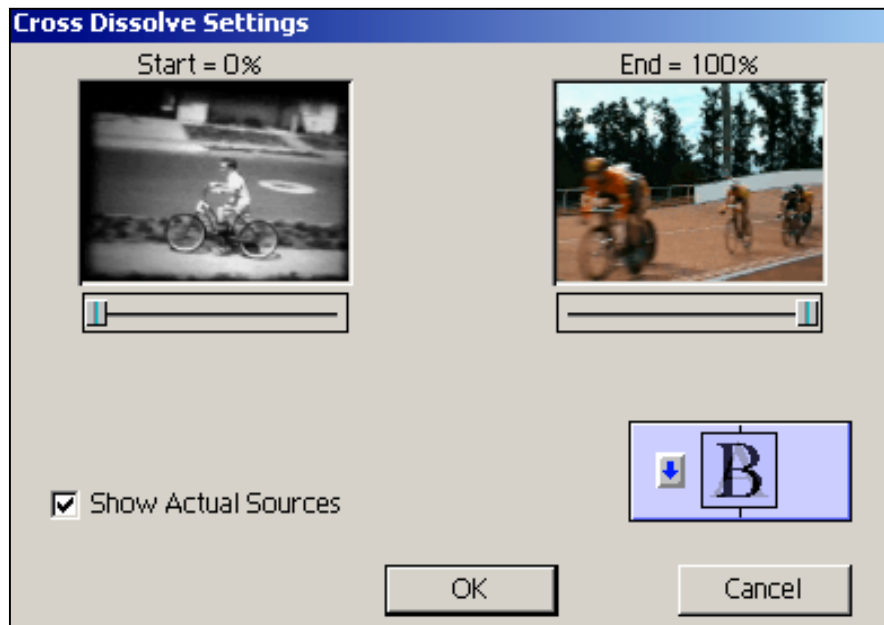 Cross Dissolve Settings
Start = 0%
End = 100%
B
Show Actual Sources
OK
Cancel